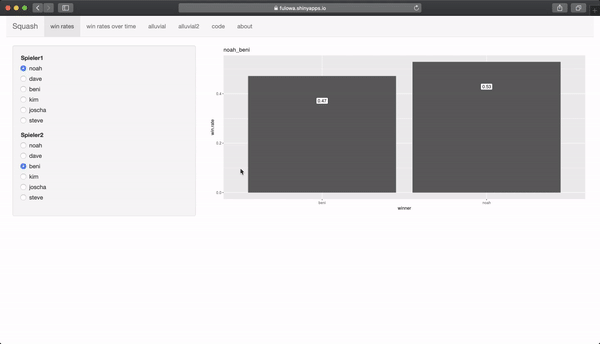 fulowa.shinyapps.io
Squash win rates win rates over time alluvial alluvial2 code about
Spieler1
noah
dave
beni
kim
joscha
steve
Spieler2
noah
dave
beni
kim
joscha
steve
noah_beni
win.rate
0.4
0.2
0.0
0.47
0.53
beni
noah
winner